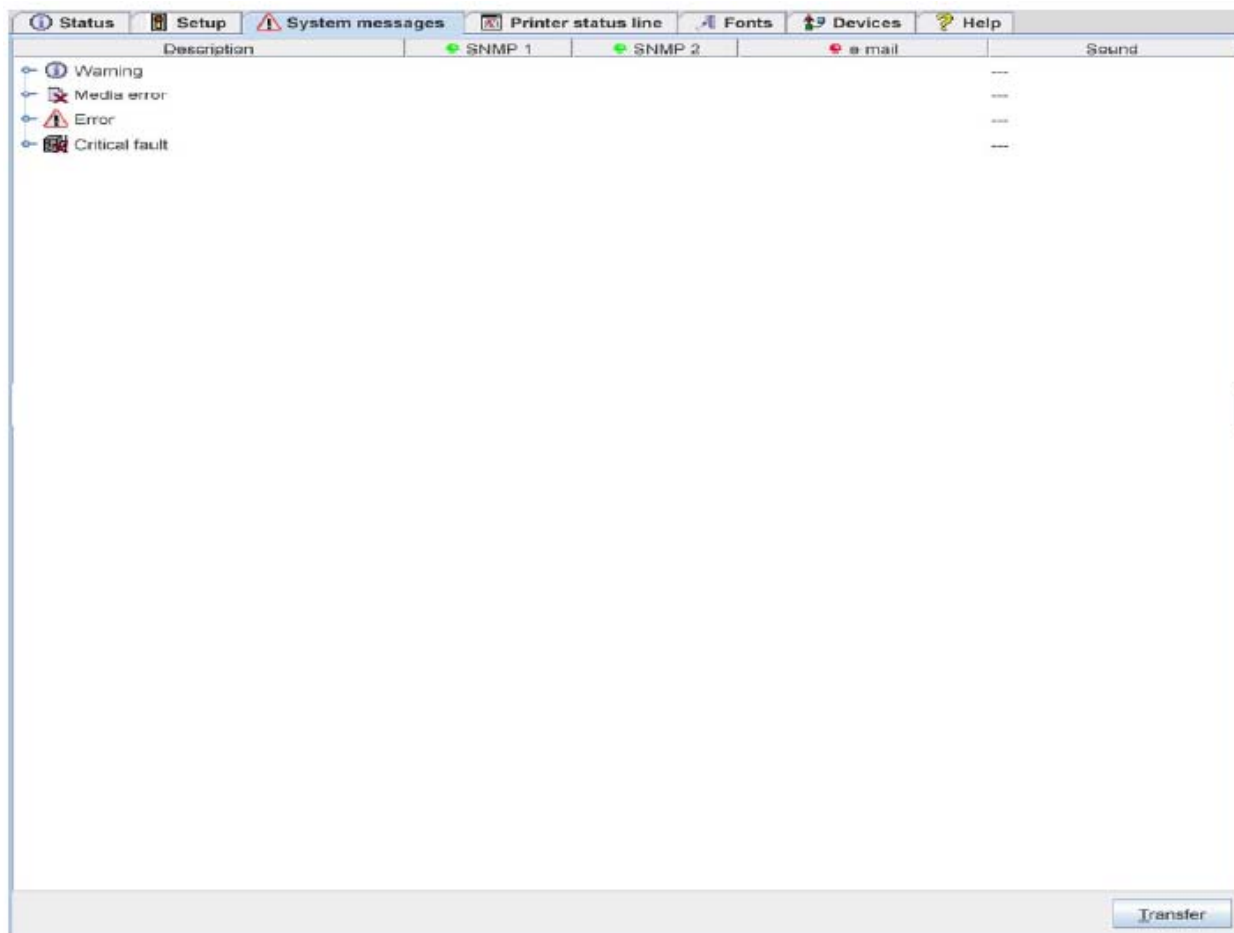 Status Setup System messages Printer status line Fonts Devices Help
Description SNMP 1 SNMP 2 e mail Sound
Warning ---
Media error ---
Error ---
Critical fault ---
Transfer